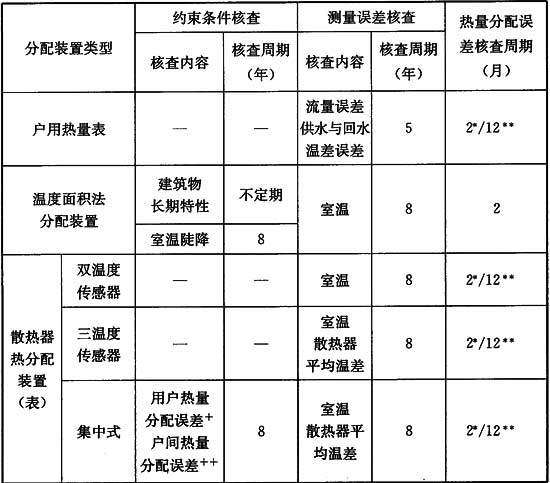 分配装置类型
约束条件核查
测量误差核查
热量分配误
差核查周期
(月)
核查内容
核查周期
(年)
核查内容
核查周期
(年)
户用热量表
—
—
流量误差
供水与回水
温差误差
5
2*/12**
温度面积法
分配装置
建筑物
长期特性
不定期
室温陡降
8
室温
8
2
散热器
热分配
装置
(表)
双温度
传感器
—
—
室温
8
2*/12**
三温度
传感器
—
—
室温
散热器
平均温差
8
2*/12**
集中式
用户热量
分配误差+
户间热量
分配误差++
8
室温
散热器平
均温差
8
2*/12**